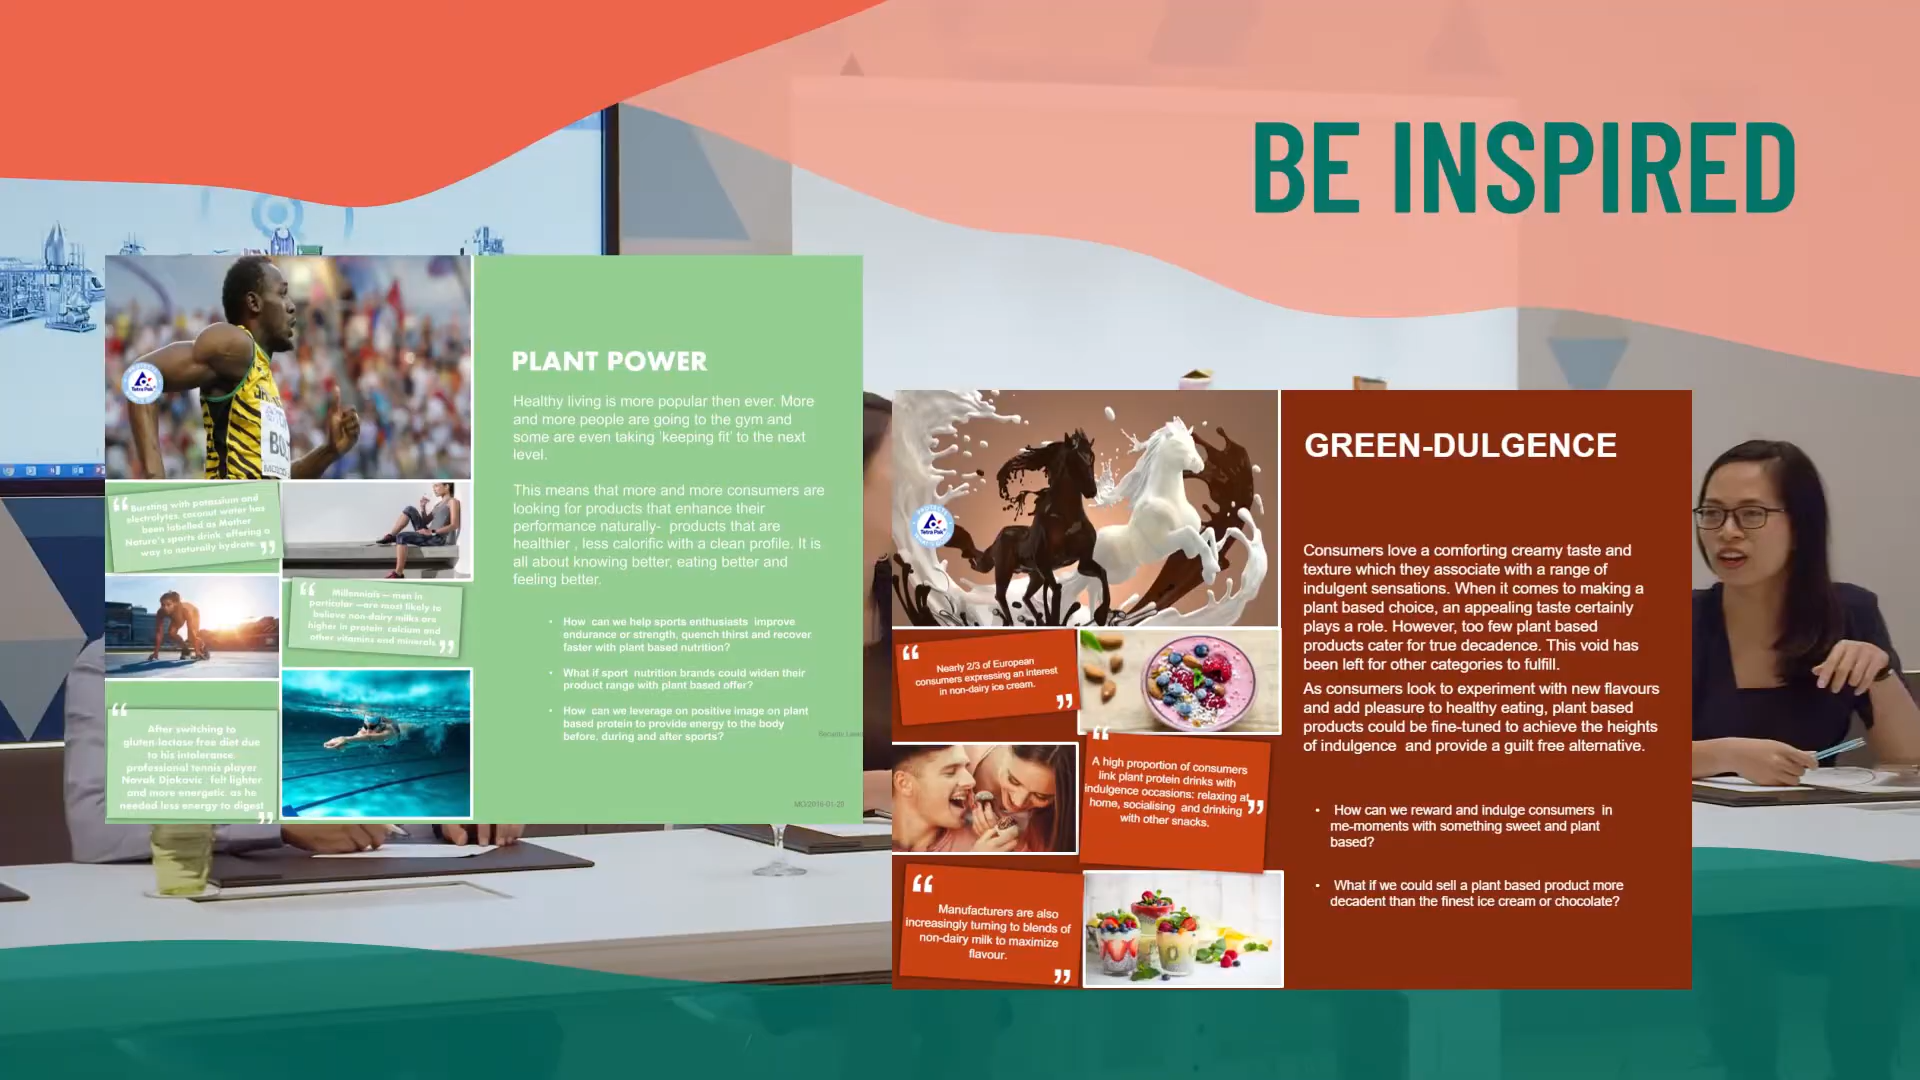 BE INSPIRED
PLANT POWER
Healthy living is more popular then ever. More
and more people are going to the gym and
some are even taking 'keeping fit' to the next
level.
This means that more and more consumers are
looking for products that enhance their
performance naturally- products that are
healthier , less calorific with a clean profile. It is
all about knowing better, eating better and
feeling better.
• How can we help sports enthusiasts improve
endurance or strength, quench thirst and recover
faster with plant based nutrition?
• What if sport nutrition brands could widen their
product range with plant based offer?
• How can we leverage on positive image on plant
based protein to provide energy to the body
before, during and after sports?
MO/2016-01-20
Tetra Pak
BOLT
“ Bursting with potassium and
electrolytes, coconut water has
been labelled as Mother
Nature's sports drink, offering a
way to naturally hydrate. ”
“ Millennials — men in
particular —are most likely to
believe non-dairy milks are
higher in protein, calcium and
other vitamins and minerals ”
“
After switching to
gluten-lactose free diet due
to his intolerance,
professional tennis player
Novak Djokovic, felt lighter
and more energetic, as he
needed less energy to digest
”
GREEN-DULGENCE
Consumers love a comforting creamy taste and
texture which they associate with a range of
indulgent sensations. When it comes to making a
plant based choice, an appealing taste certainly
plays a role. However, too few plant based
products cater for true decadence. This void has
been left for other categories to fulfill.
As consumers look to experiment with new flavours
and add pleasure to healthy eating, plant based
products could be fine-tuned to achieve the heights
of indulgence and provide a guilt free alternative.
• How can we reward and indulge consumers in
me-moments with something sweet and plant
based?
• What if we could sell a plant based product more
decadent than the finest ice cream or chocolate?
PROTECTS
Tetra Pak
“
Nearly 2/3 of European
consumers expressing an interest
in non-dairy ice cream.
”
“
A high proportion of consumers
link plant protein drinks with
indulgence occasions: relaxing at
home, socialising and drinking
with other snacks.
”
“
Manufacturers are also
increasingly turning to blends of
non-dairy milk to maximize
flavour.
”